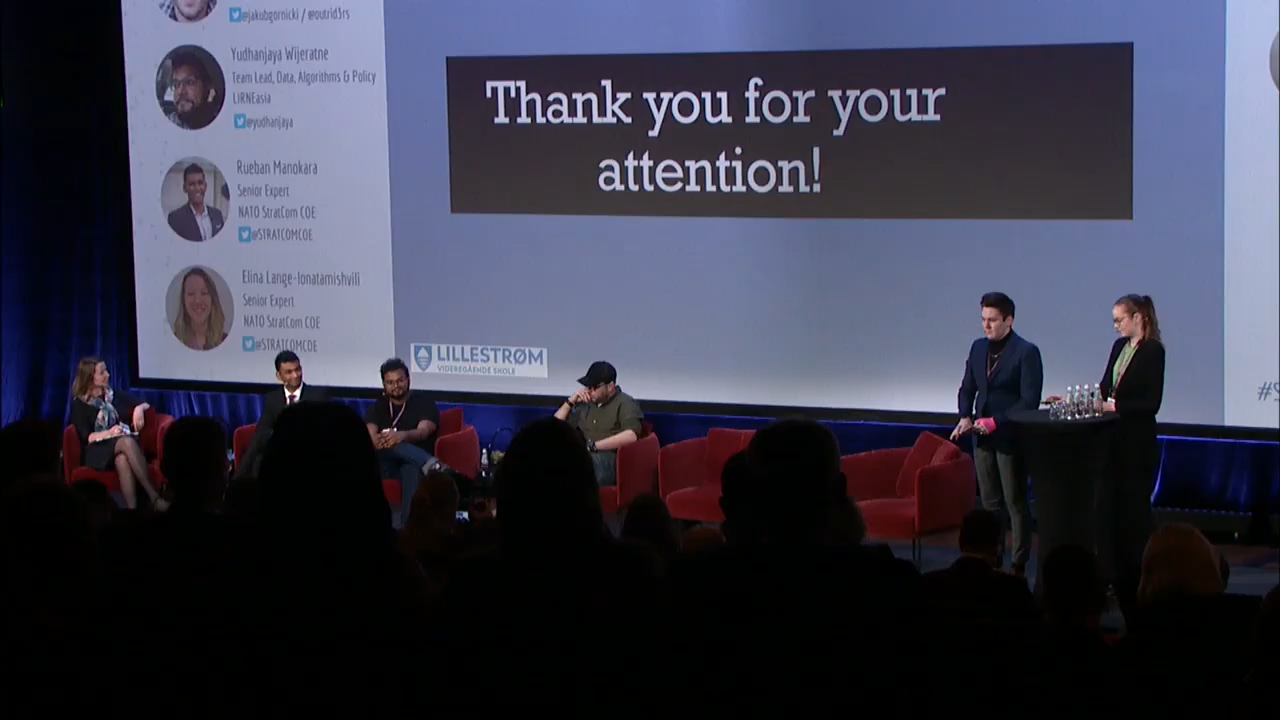 @jakubgornicki / @outrid3rs
Yudhanjaya Wijeratne
Team Lead, Data, Algorithms & Policy
LIRNEasia
@yudhanjaya
Rueban Manokara
Senior Expert
NATO StratCom COE
@STRATCOMCOE
Elina Lange-Ionatamishvili
Senior Expert
NATO StratCom COE
@STRATCOMCOE
Thank you for your
attention!
LILLESTRØM
VIDEREGÅENDE SKOLE